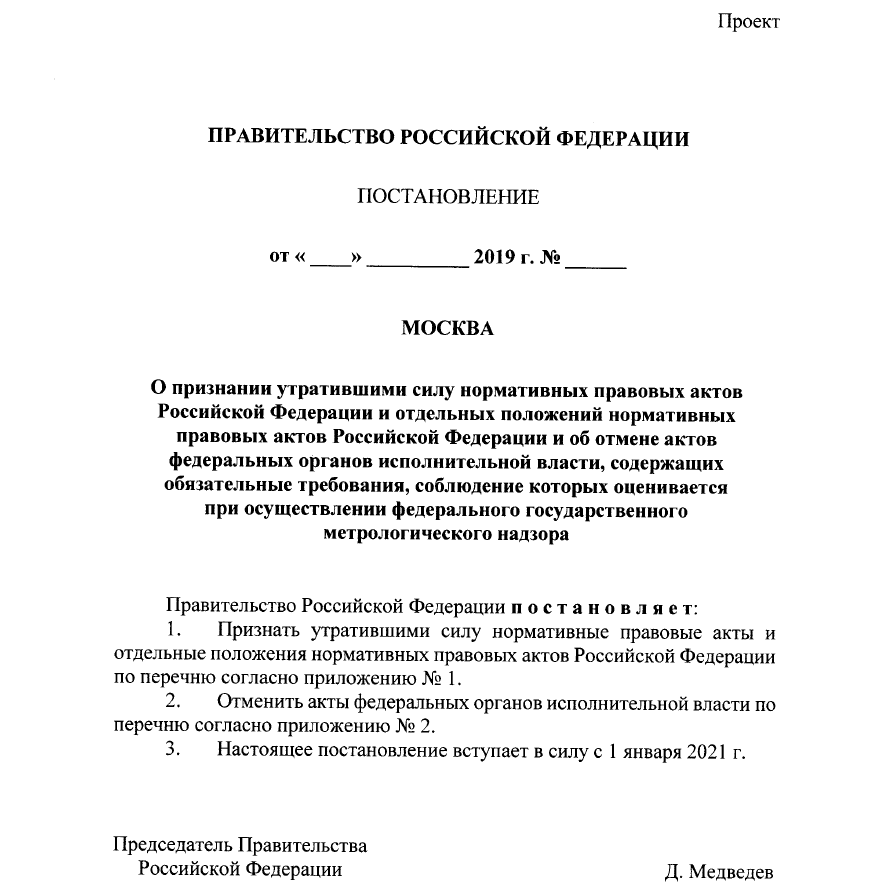 Проект
ПРАВИТЕЛЬСТВО РОССИЙСКОЙ ФЕДЕРАЦИИ
ПОСТАНОВЛЕНИЕ
от « ____» __________ 2019 г. № ______
МОСКВА
О признании утратившими силу нормативных правовых актов
Российской Федерации и отдельных положений нормативных
правовых актов Российской Федерации и об отмене актов
федеральных органов исполнительной власти, содержащих
обязательные требования, соблюдение которых оценивается
при осуществлении федерального государственного
метрологического надзора
Правительство Российской Федерации п о с т а н о в л я е т:
1. Признать утратившими силу нормативные правовые акты и
отдельные положения нормативных правовых актов Российской Федерации
по перечню согласно приложению № 1.
2. Отменить акты федеральных органов исполнительной власти по
перечню согласно приложению № 2.
3. Настоящее постановление вступает в силу с 1 января 2021 г.
Председатель Правительства
Российской Федерации Д. Медведев